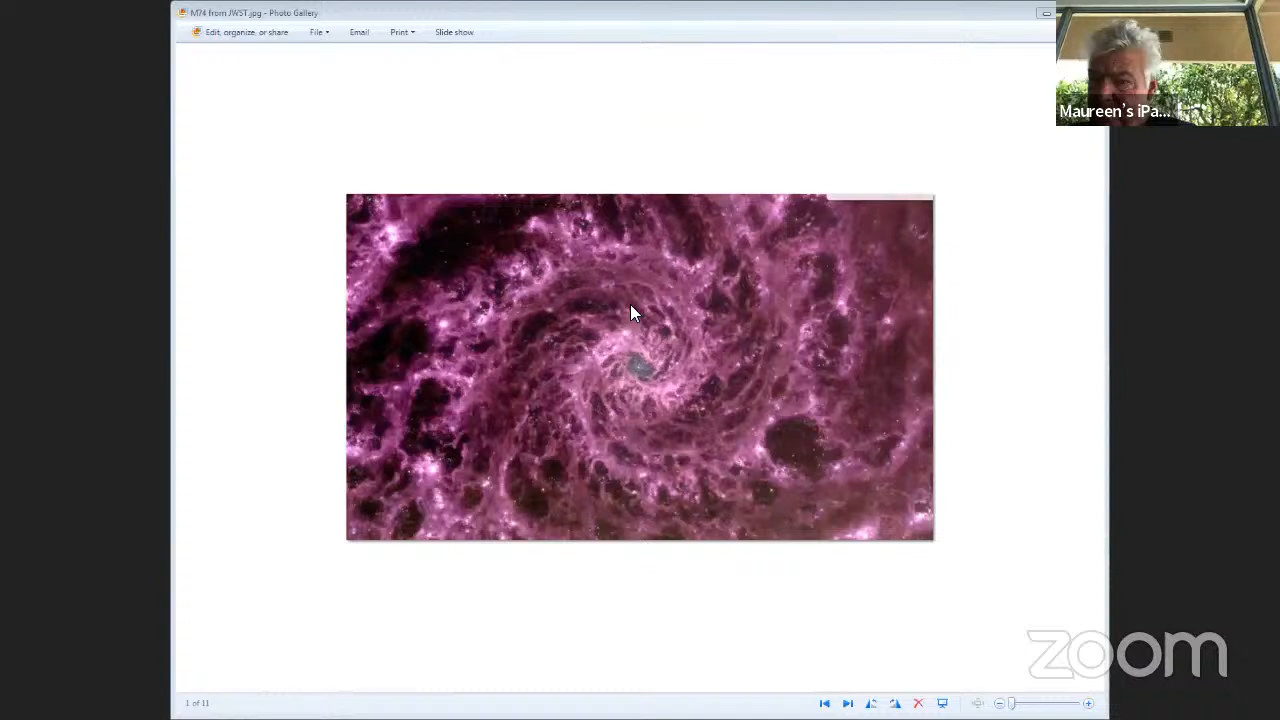 M74 from JWST.jpg - Photo Gallery
Edit, organize, or share File Email Print Slide show
Maureen's iPa...
1 of 11
zoom